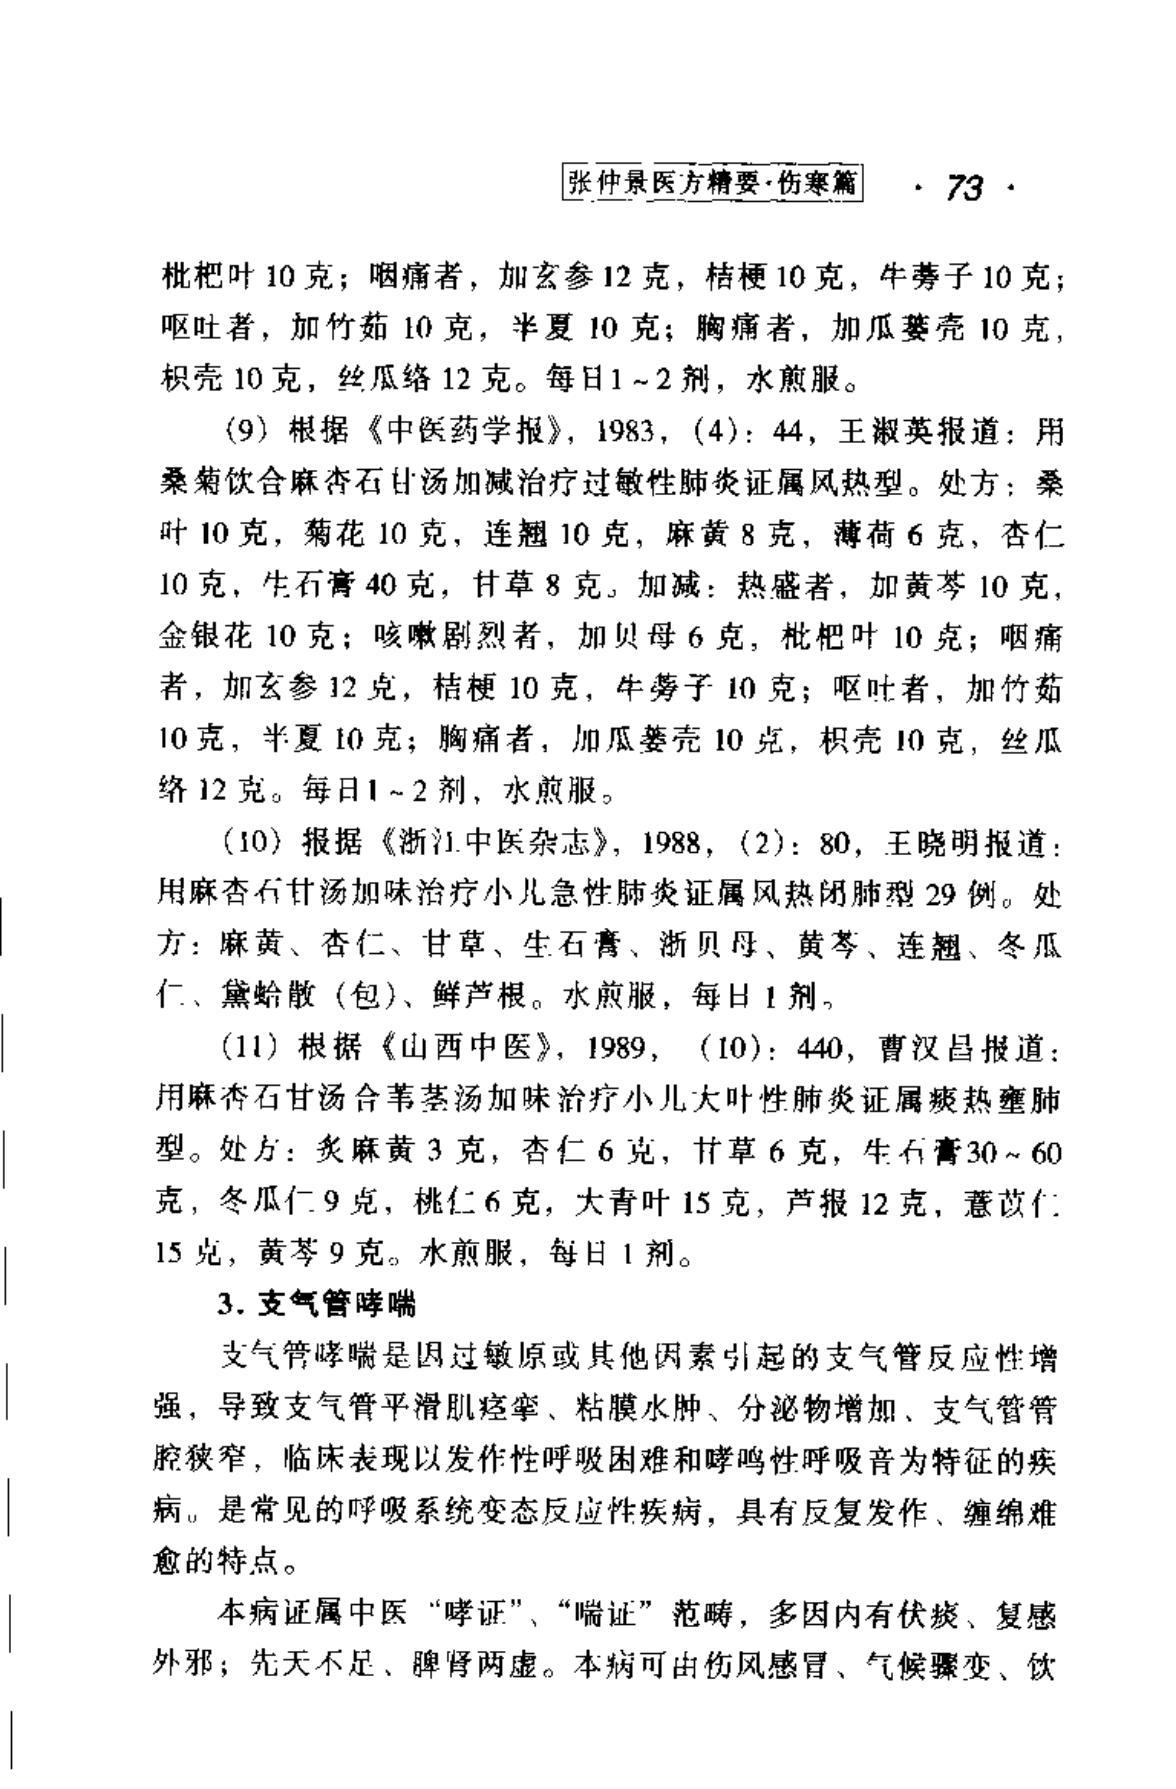 张仲景医方精要·伤寒篇 · 73 ·
枇杷叶 10 克；咽痛者，加玄参 12 克，桔梗 10 克，牛蒡子 10 克；
呕吐者，加竹茹 10 克，半夏 10 克；胸痛者，加瓜蒌壳 10 克，
枳壳 10 克，丝瓜络 12 克。每日1～2 剂，水煎服。
（9）根据《中医药学报》，1983，（4）：44，王淑英报道：用
桑菊饮合麻杏石甘汤加减治疗过敏性肺炎证属风热型。处方：桑
叶 10 克，菊花 10 克，连翘 10 克，麻黄 8 克，薄荷 6 克，杏仁
10 克，生石膏 40 克，甘草 8 克。加减：热盛者，加黄芩 10 克，
金银花 10 克；咳嗽剧烈者，加贝母 6 克，枇杷叶 10 克；咽痛
者，加玄参 12 克，桔梗 10 克，牛蒡子 10 克；呕吐者，加竹茹
10 克，半夏 10 克；胸痛者，加瓜蒌壳 10 克，枳壳 10 克，丝瓜
络 12 克。每日1～2 剂，水煎服。
（10）报据《浙江中医杂志》，1988，（2）：80，王晓明报道：
用麻杏石甘汤加味治疗小儿急性肺炎证属风热闭肺型 29 例。处
方：麻黄、杏仁、甘草、生石膏、浙贝母、黄芩、连翘、冬瓜
仁、黛蛤散（包）、鲜芦根。水煎服，每日 1 剂。
（11）根据《山西中医》，1989，（10）：440，曹汉昌报道：
用麻杏石甘汤合苇茎汤加味治疗小儿大叶性肺炎证属痰热壅肺
型。处方：炙麻黄 3 克，杏仁 6 克，甘草 6 克，生石膏30～60
克，冬瓜仁 9 克，桃仁 6 克，大青叶 15 克，芦报 12 克，薏苡仁
15 克，黄芩 9 克。水煎服，每日 1 剂。
3. 支气管哮喘
支气管哮喘是因过敏原或其他因素引起的支气管反应性增
强，导致支气管平滑肌痉挛、粘膜水肿、分泌物增加、支气管管
腔狭窄，临床表现以发作性呼吸困难和哮鸣性呼吸音为特征的疾
病。是常见的呼吸系统变态反应性疾病，具有反复发作、缠绵难
愈的特点。
本病证属中医“哮证”、“喘证”范畴，多因内有伏痰、复感
外邪；先天不足、脾肾两虚。本病可由伤风感冒、气候骤变、饮